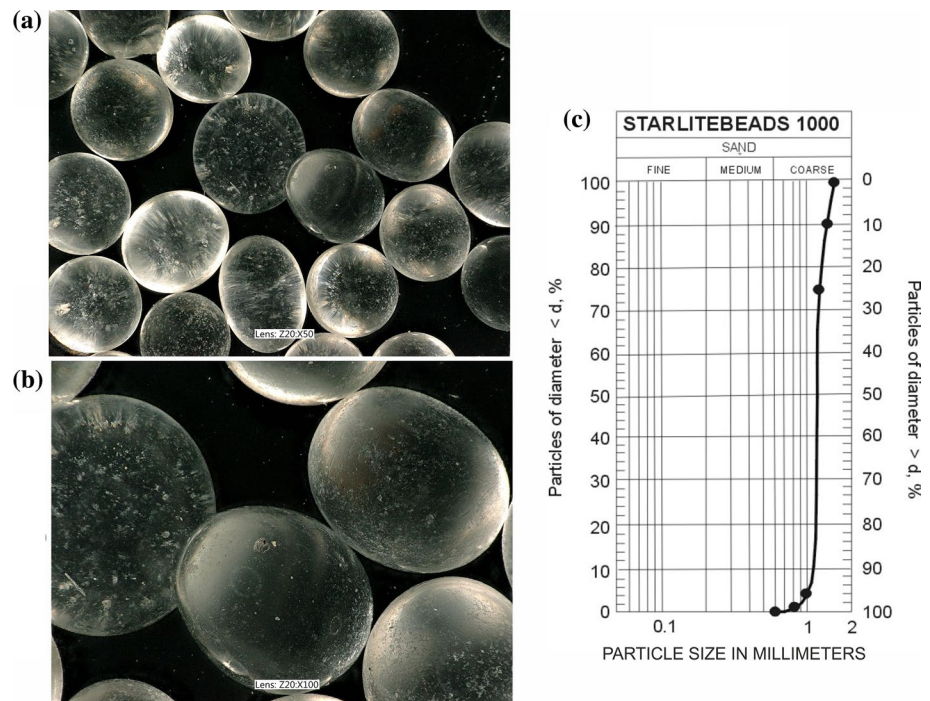 (a)
Lens: Z20:X50
(b)
Lens: Z20:X100
(c)
STARLITEBEADS 1000
SAND
FINE MEDIUM COARSE
100
90
80
70
60
50
40
30
20
10
0
Particles of diameter < d, %
0
10
20
30
40
50
60
70
80
90
100
Particles of diameter > d, %
0.1 1 2
PARTICLE SIZE IN MILLIMETERS